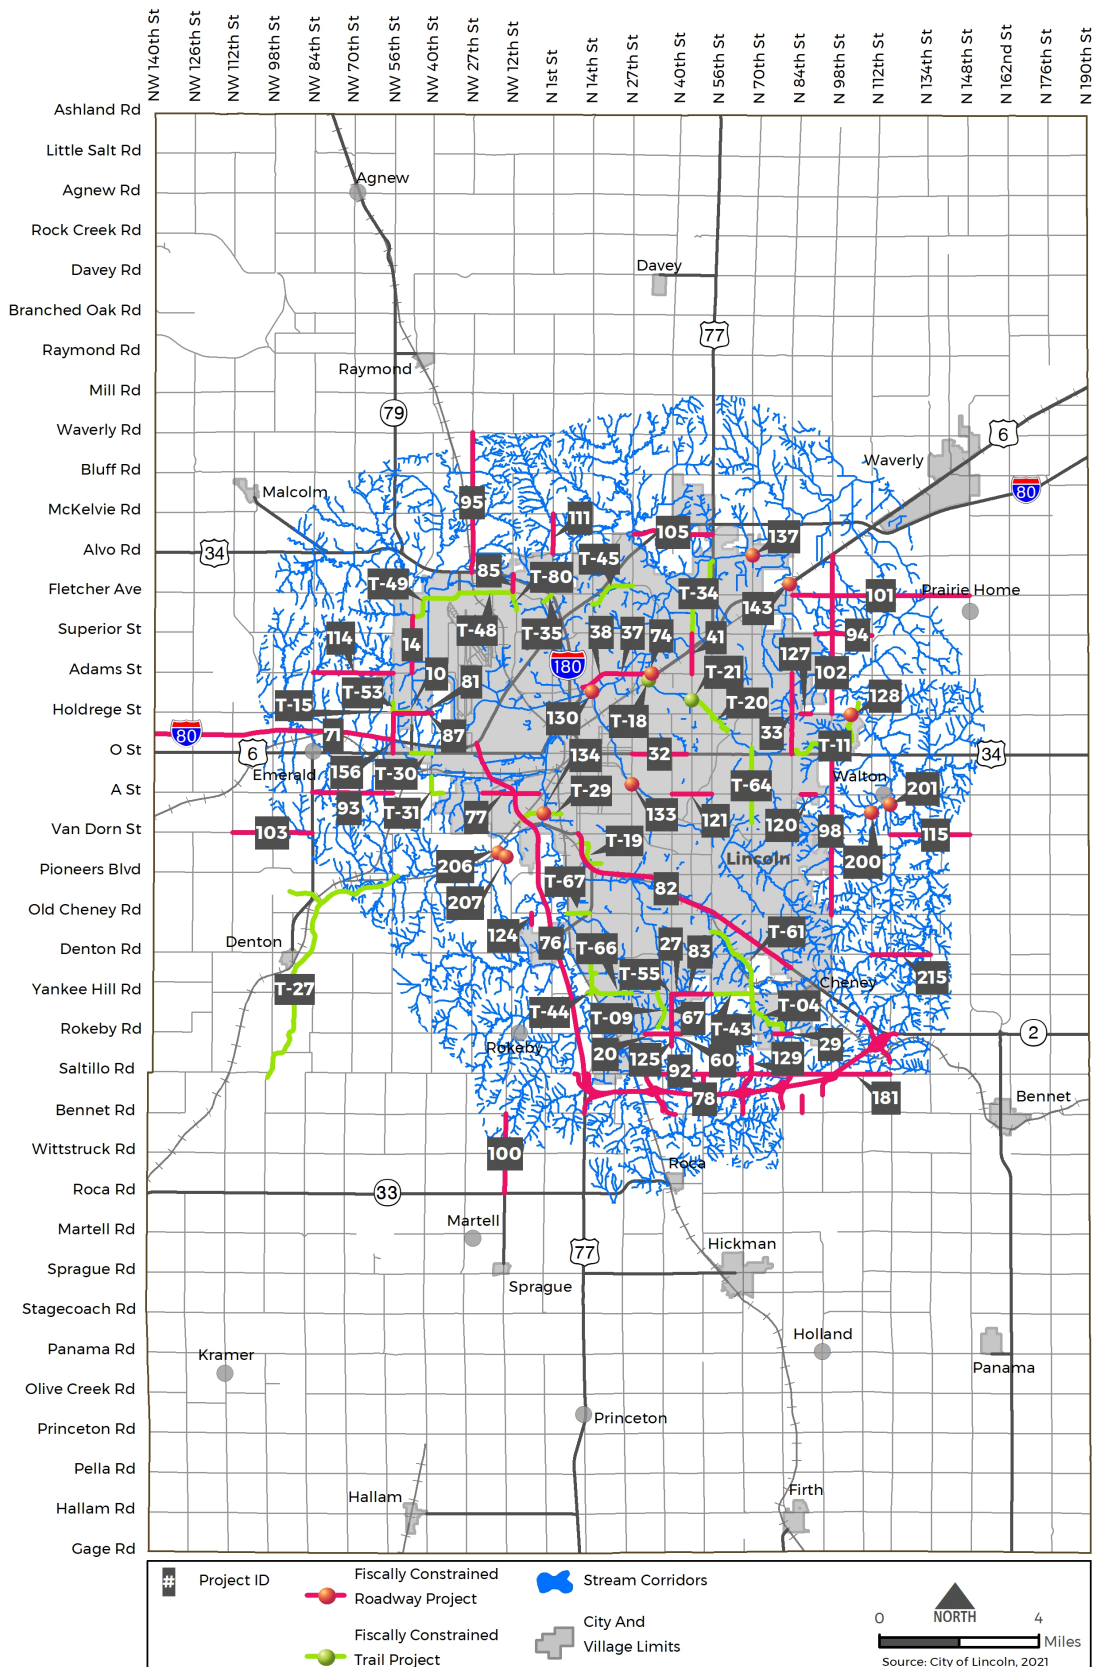 NW 140th St
NW 126th St
NW 112th St
NW 98th St
NW 84th St
NW 70th St
NW 56th St
NW 40th St
NW 27th St
NW 12th St
N 1st St
N 14th St
N 27th St
N 40th St
N 56th St
N 70th St
N 84th St
N 98th St
N 112th St
N 134th St
N 148th St
N 162nd St
N 176th St
N 190th St
Ashland Rd
Little Salt Rd
Agnew Rd
Rock Creek Rd
Davey Rd
Branched Oak Rd
Raymond Rd
Mill Rd
Waverly Rd
Bluff Rd
McKelvie Rd
Alvo Rd
Fletcher Ave
Superior St
Adams St
Holdrege St
O St
A St
Van Dorn St
Pioneers Blvd
Old Cheney Rd
Denton Rd
Yankee Hill Rd
Rokeby Rd
Saltillo Rd
Bennet Rd
Wittstruck Rd
Roca Rd
Martell Rd
Sprague Rd
Stagecoach Rd
Panama Rd
Olive Creek Rd
Princeton Rd
Pella Rd
Hallam Rd
Gage Rd
Agnew
Davey
77
Raymond
79
6
Waverly
80
Malcolm
95
111
105
137
34
85
T-80
T-45
T-49
T-34
143
101
Prairie Home
114
14
T-48
T-35
38
37
74
41
94
127
180
10
81
T-21
102
T-53
128
T-15
130
T-18
T-20
33
80
71
87
T-11
6
134
32
34
Emerald
156
T-30
T-29
T-64
Walton
201
93
T-31
77
133
121
120
98
115
103
T-19
Lincoln
200
206
T-67
82
207
124
76
T-66
27
83
T-61
Denton
T-55
215
T-27
Cheney
T-44
T-09
67
T-43
T-04
2
Rokeby
20
125
92
60
129
29
78
181
Bennet
100
Roca
33
Martell
77
Hickman
Sprague
Holland
Kramer
Panama
Princeton
Hallam
Firth
# Project ID
Fiscally Constrained
Roadway Project
Fiscally Constrained
Trail Project
Stream Corridors
City And
Village Limits
NORTH
0 4
Miles
Source: City of Lincoln, 2021